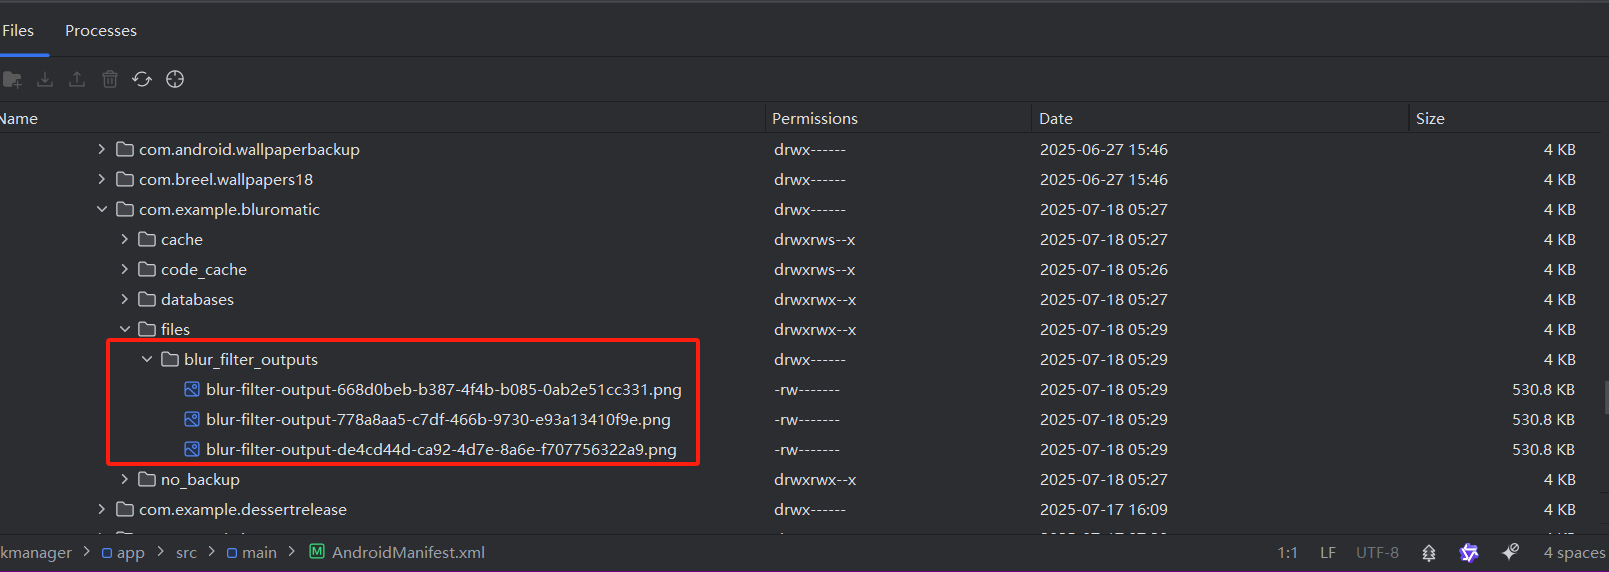 Files Processes
Name Permissions Date Size
com.android.wallpaperbackup drwx------ 2025-06-27 15:46 4 KB
com.breel.wallpapers18 drwx------ 2025-06-27 15:46 4 KB
com.example.bluromatic drwx------ 2025-07-18 05:27 4 KB
cache drwxrws--x 2025-07-18 05:27 4 KB
code_cache drwxrws--x 2025-07-18 05:26 4 KB
databases drwxrwx--x 2025-07-18 05:27 4 KB
files drwxrwx--x 2025-07-18 05:29 4 KB
blur_filter_outputs drwx------ 2025-07-18 05:29 4 KB
blur-filter-output-668d0beb-b387-4f4b-b085-0ab2e51cc331.png -rw------- 2025-07-18 05:29 530.8 KB
blur-filter-output-778a8aa5-c7df-466b-9730-e93a13410f9e.png -rw------- 2025-07-18 05:29 530.8 KB
blur-filter-output-de4cd44d-ca92-4d7e-8a6e-f707756322a9.png -rw------- 2025-07-18 05:29 530.8 KB
no_backup drwxrwx--x 2025-07-18 05:27 4 KB
com.example.dessertrelease drwx------ 2025-07-17 16:09 4 KB
kmanager > app > src > main > AndroidManifest.xml 1:1 LF UTF-8 4 spaces